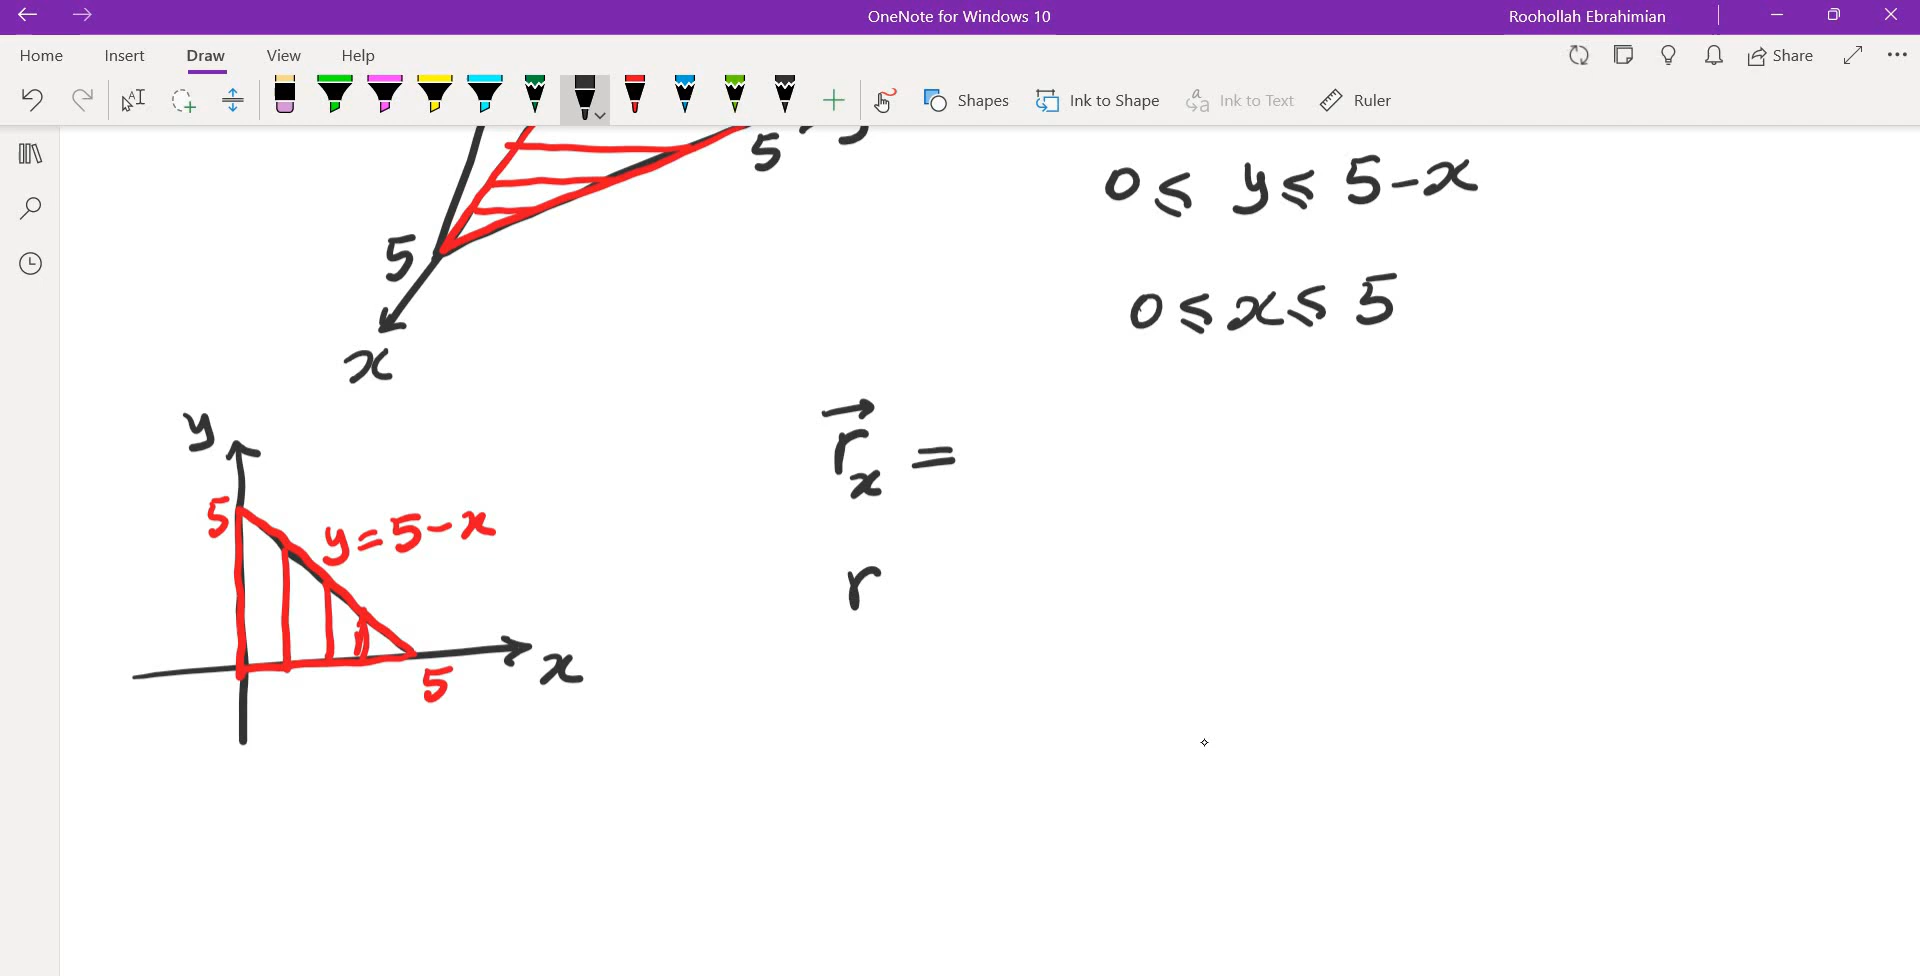 OneNote for Windows 10
Roohollah Ebrahimian
Home Insert Draw View Help
Share
Shapes Ink to Shape Ink to Text Ruler
5
0 ≤ y ≤ 5 - x
5
0 ≤ x ≤ 5
x
y
r⃗ₓ =
5
y = 5 - x
r
x
5